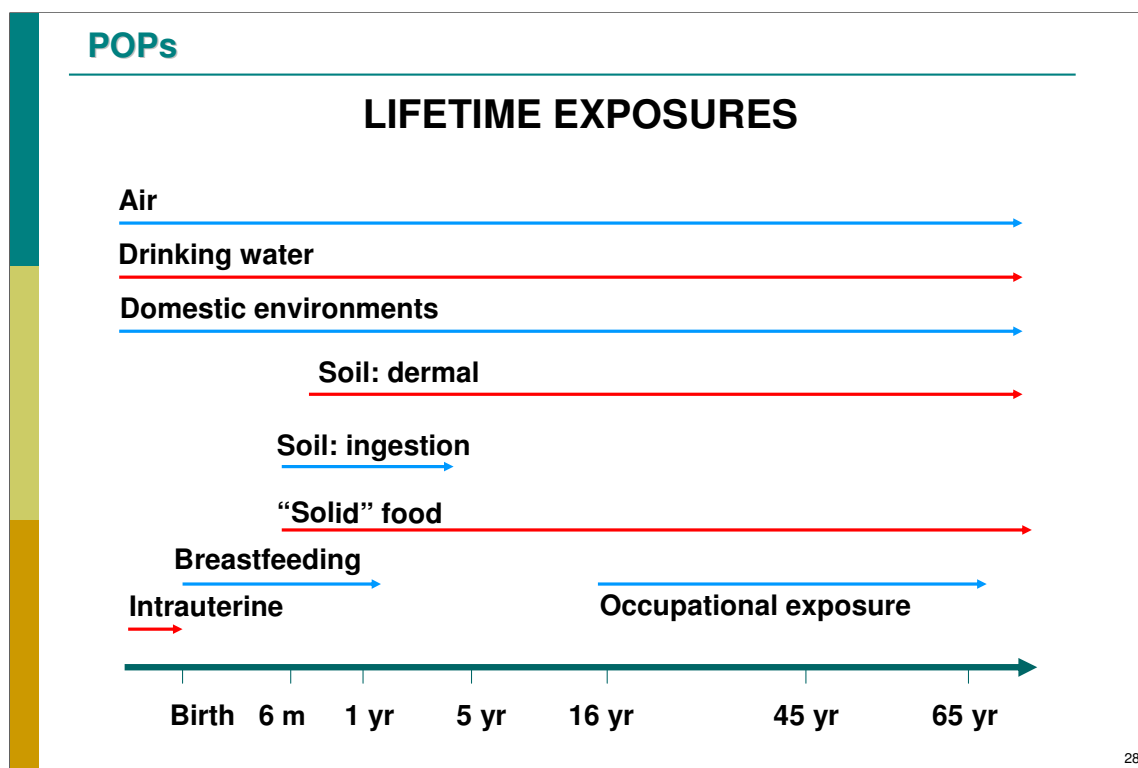 POPs
LIFETIME EXPOSURES
Air
Drinking water
Domestic environments
Soil: dermal
Soil: ingestion
“Solid” food
Breastfeeding
Intrauterine
Occupational exposure
Birth 6 m 1 yr 5 yr 16 yr 45 yr 65 yr
28